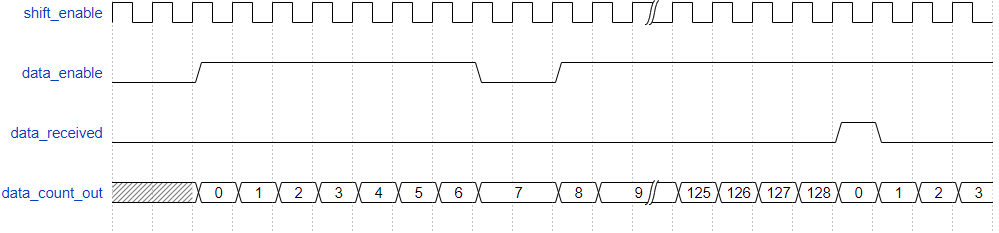 shift_enable
data_enable
data_received
data_count_out 0 1 2 3 4 5 6 7 8 9 125 126 127 128 0 1 2 3